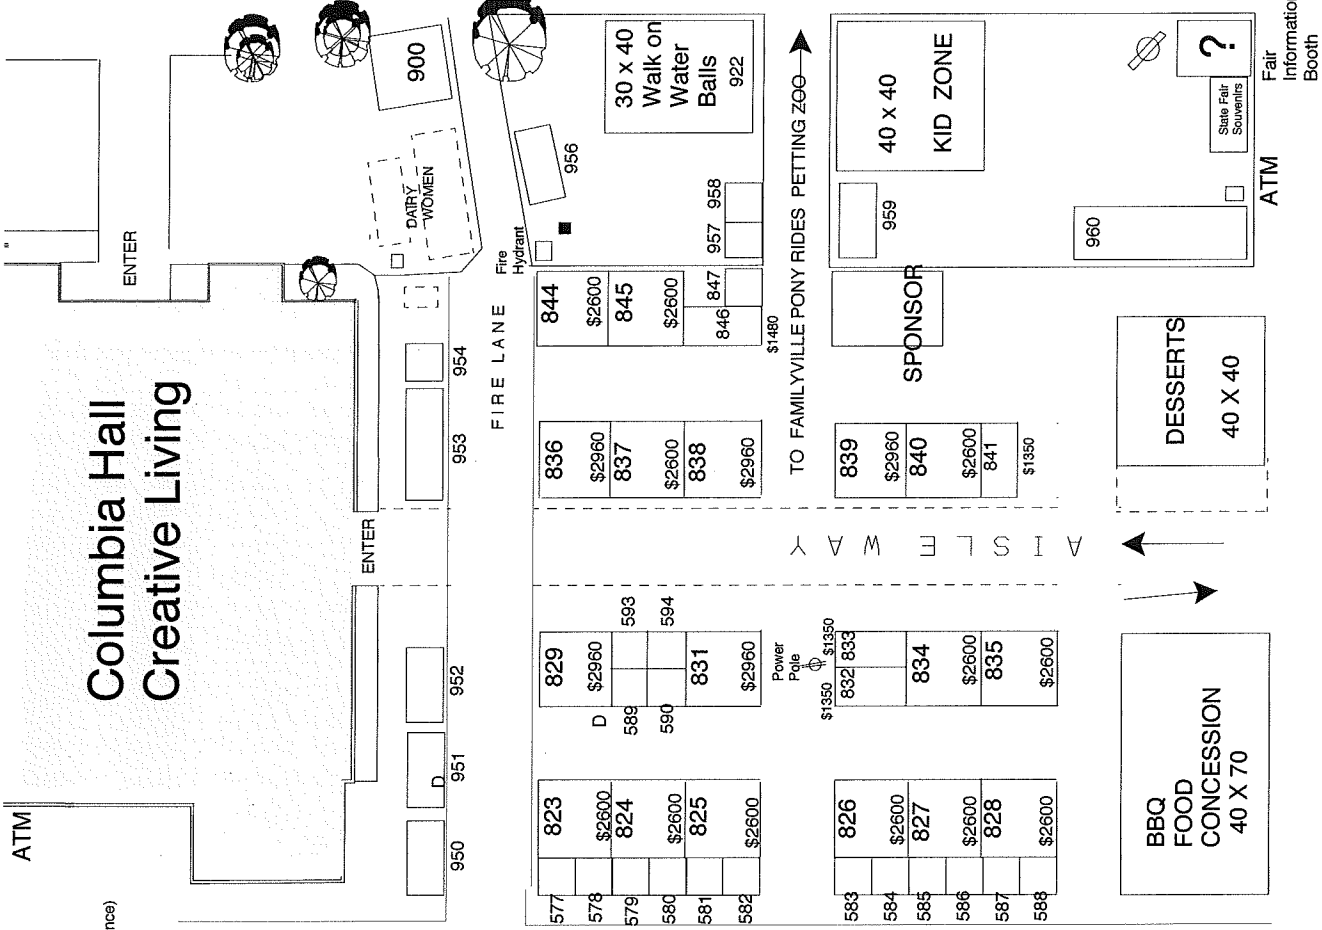 Columbia Hall
Creative Living
ATM
nce)
ENTER
ENTER
900
DAIRY
WOMEN
954
953
952
951
D
950
FIRE LANE
Fire
Hydrant
956
30 x 40
Walk on
Water
Balls
922
957
958
844
$2600
845
$2600
846
847
$1480
836
$2960
837
$2600
838
$2960
829
$2960
593
594
D
589
590
831
$2960
823
$2600
824
$2600
825
$2600
577
578
579
580
581
582
TO FAMILYVILLE PONY RIDES PETTING ZOO
40 x 40
KID ZONE
959
960
?
Fair
Information
Booth
State Fair
Souvenirs
ATM
SPONSOR
839
$2960
840
$2600
841
$1350
DESSERTS
40 X 40
AISLE WAY
Power
Pole
$1350
$1350
832
833
834
$2600
835
$2600
826
$2600
827
$2600
828
$2600
583
584
585
586
587
588
BBQ
FOOD
CONCESSION
40 X 70